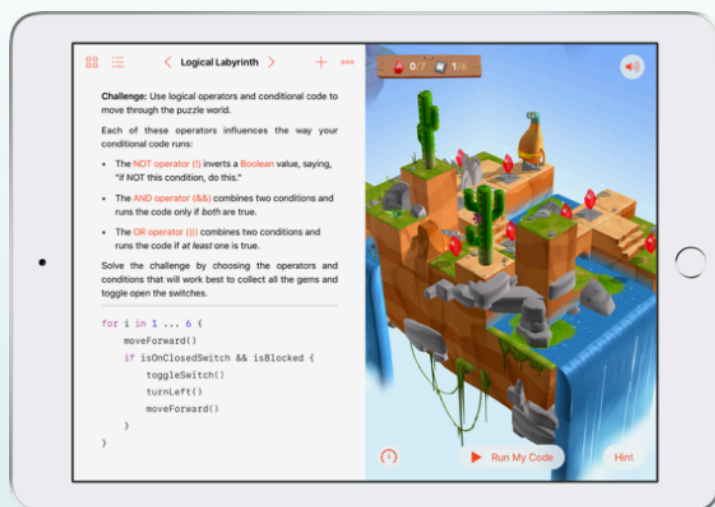 Logical Labyrinth
0/7 1/6
Challenge: Use logical operators and conditional code to
move through the puzzle world.
Each of these operators influences the way your
conditional code runs:
• The NOT operator (!) inverts a Boolean value, saying,
"if NOT this condition, do this."
• The AND operator (&&) combines two conditions and
runs the code only if both are true.
• The OR operator (||) combines two conditions and
runs the code if at least one is true.
Solve the challenge by choosing the operators and
conditions that will work best to collect all the gems and
toggle open the switches.
for i in 1 ... 6 {
moveForward()
if isOnClosedSwitch && isBlocked {
toggleSwitch()
turnLeft()
moveForward()
}
}
Run My Code
Hint